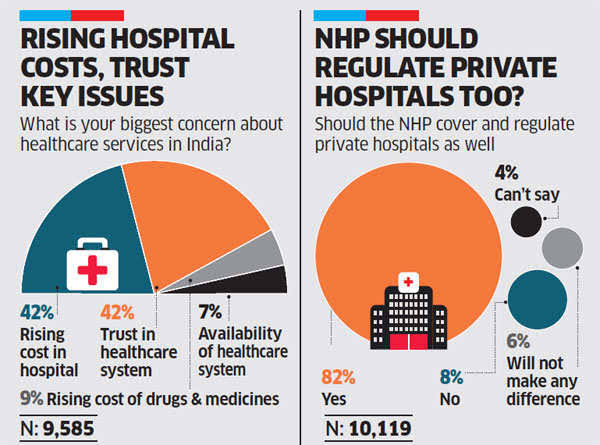 RISING HOSPITAL
COSTS, TRUST
KEY ISSUES
What is your biggest concern about
healthcare services in India?
42%
Rising
cost in
hospital
42%
Trust in
healthcare
system
7%
Availability
of healthcare
system
9% Rising cost of drugs & medicines
N: 9,585
NHP SHOULD
REGULATE PRIVATE
HOSPITALS TOO?
Should the NHP cover and regulate
private hospitals as well
4%
Can't say
82%
Yes
8%
No
6%
Will not
make any
difference
N: 10,119